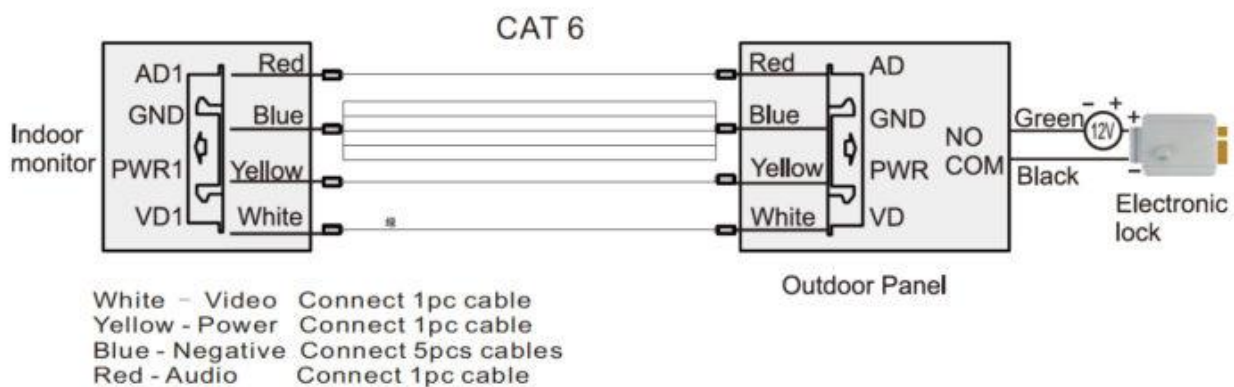 CAT 6
Red
Red
AD1
AD
GND
Blue
Blue
GND
Green
- +
+
12V
Indoor
monitor
NO
PWR1
Yellow
Yellow
PWR
COM
-
Black
VD1
White
White
VD
Electronic
lock
Outdoor Panel
White - Video Connect 1pc cable
Yellow - Power Connect 1pc cable
Blue - Negative Connect 5pcs cables
Red - Audio Connect 1pc cable